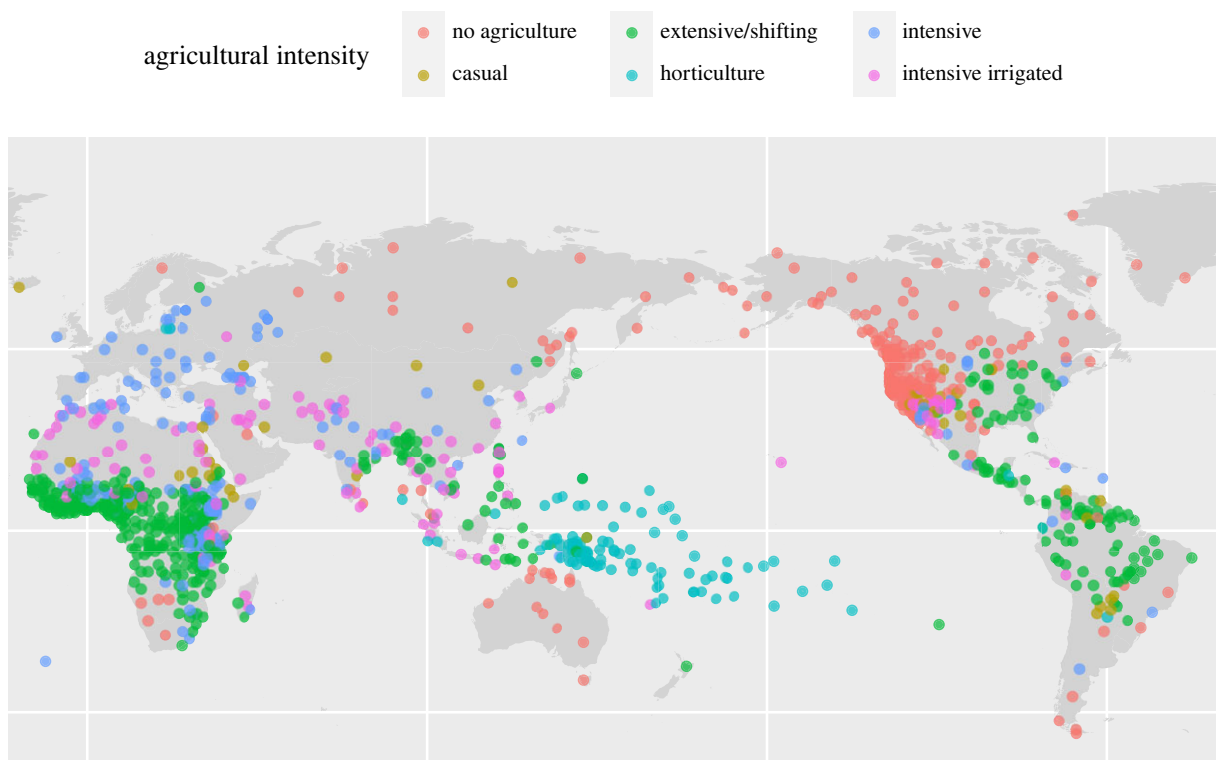 agricultural intensity
no agriculture
casual
extensive/shifting
horticulture
intensive
intensive irrigated